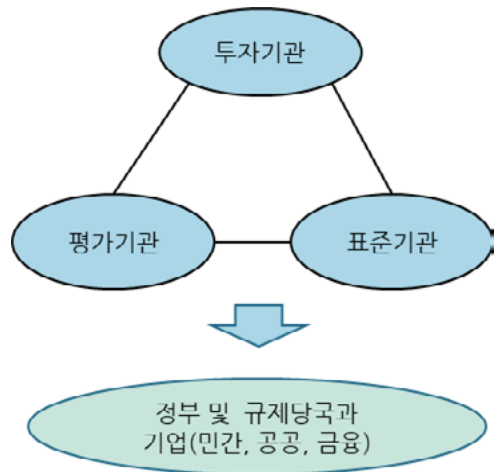 투자기관
평가기관
표준기관
정부 및 규제당국과
기업(민간, 공공, 금융)